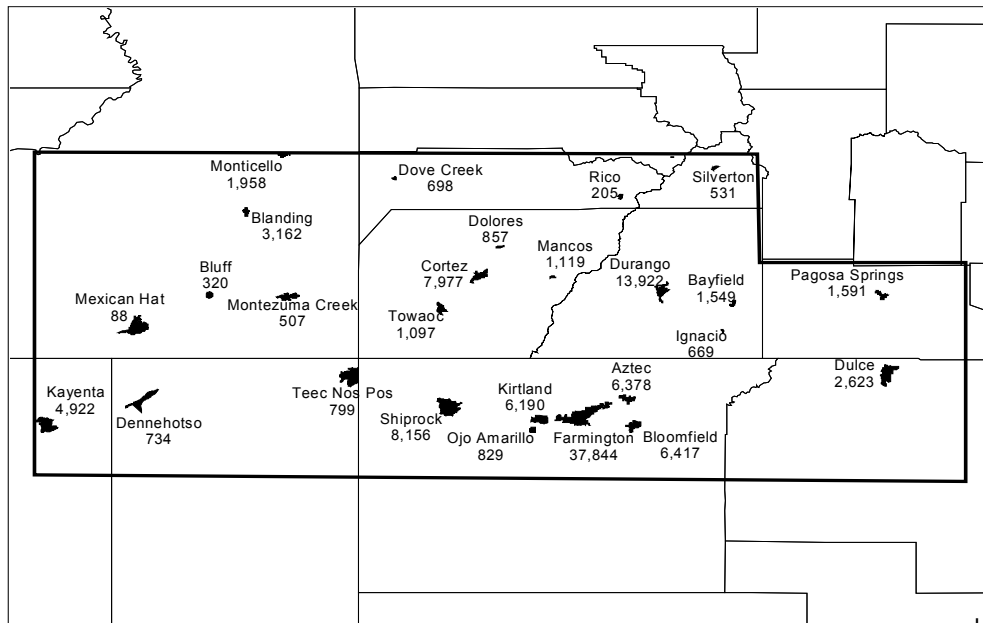 Monticello
1,958
Dove Creek
698
Rico
205
Silverton
531
Blanding
3,162
Dolores
857
Mancos
1,119
Bluff
320
Cortez
7,977
Durango
13,922
Bayfield
1,549
Pagosa Springs
1,591
Mexican Hat
88
Montezuma Creek
507
Towaoc
1,097
Ignacio
669
Kayenta
4,922
Dennehotso
734
Teec Nos Pos
799
Shiprock
8,156
Kirtland
6,190
Ojo Amarillo
829
Aztec
6,378
Farmington
37,844
Bloomfield
6,417
Dulce
2,623